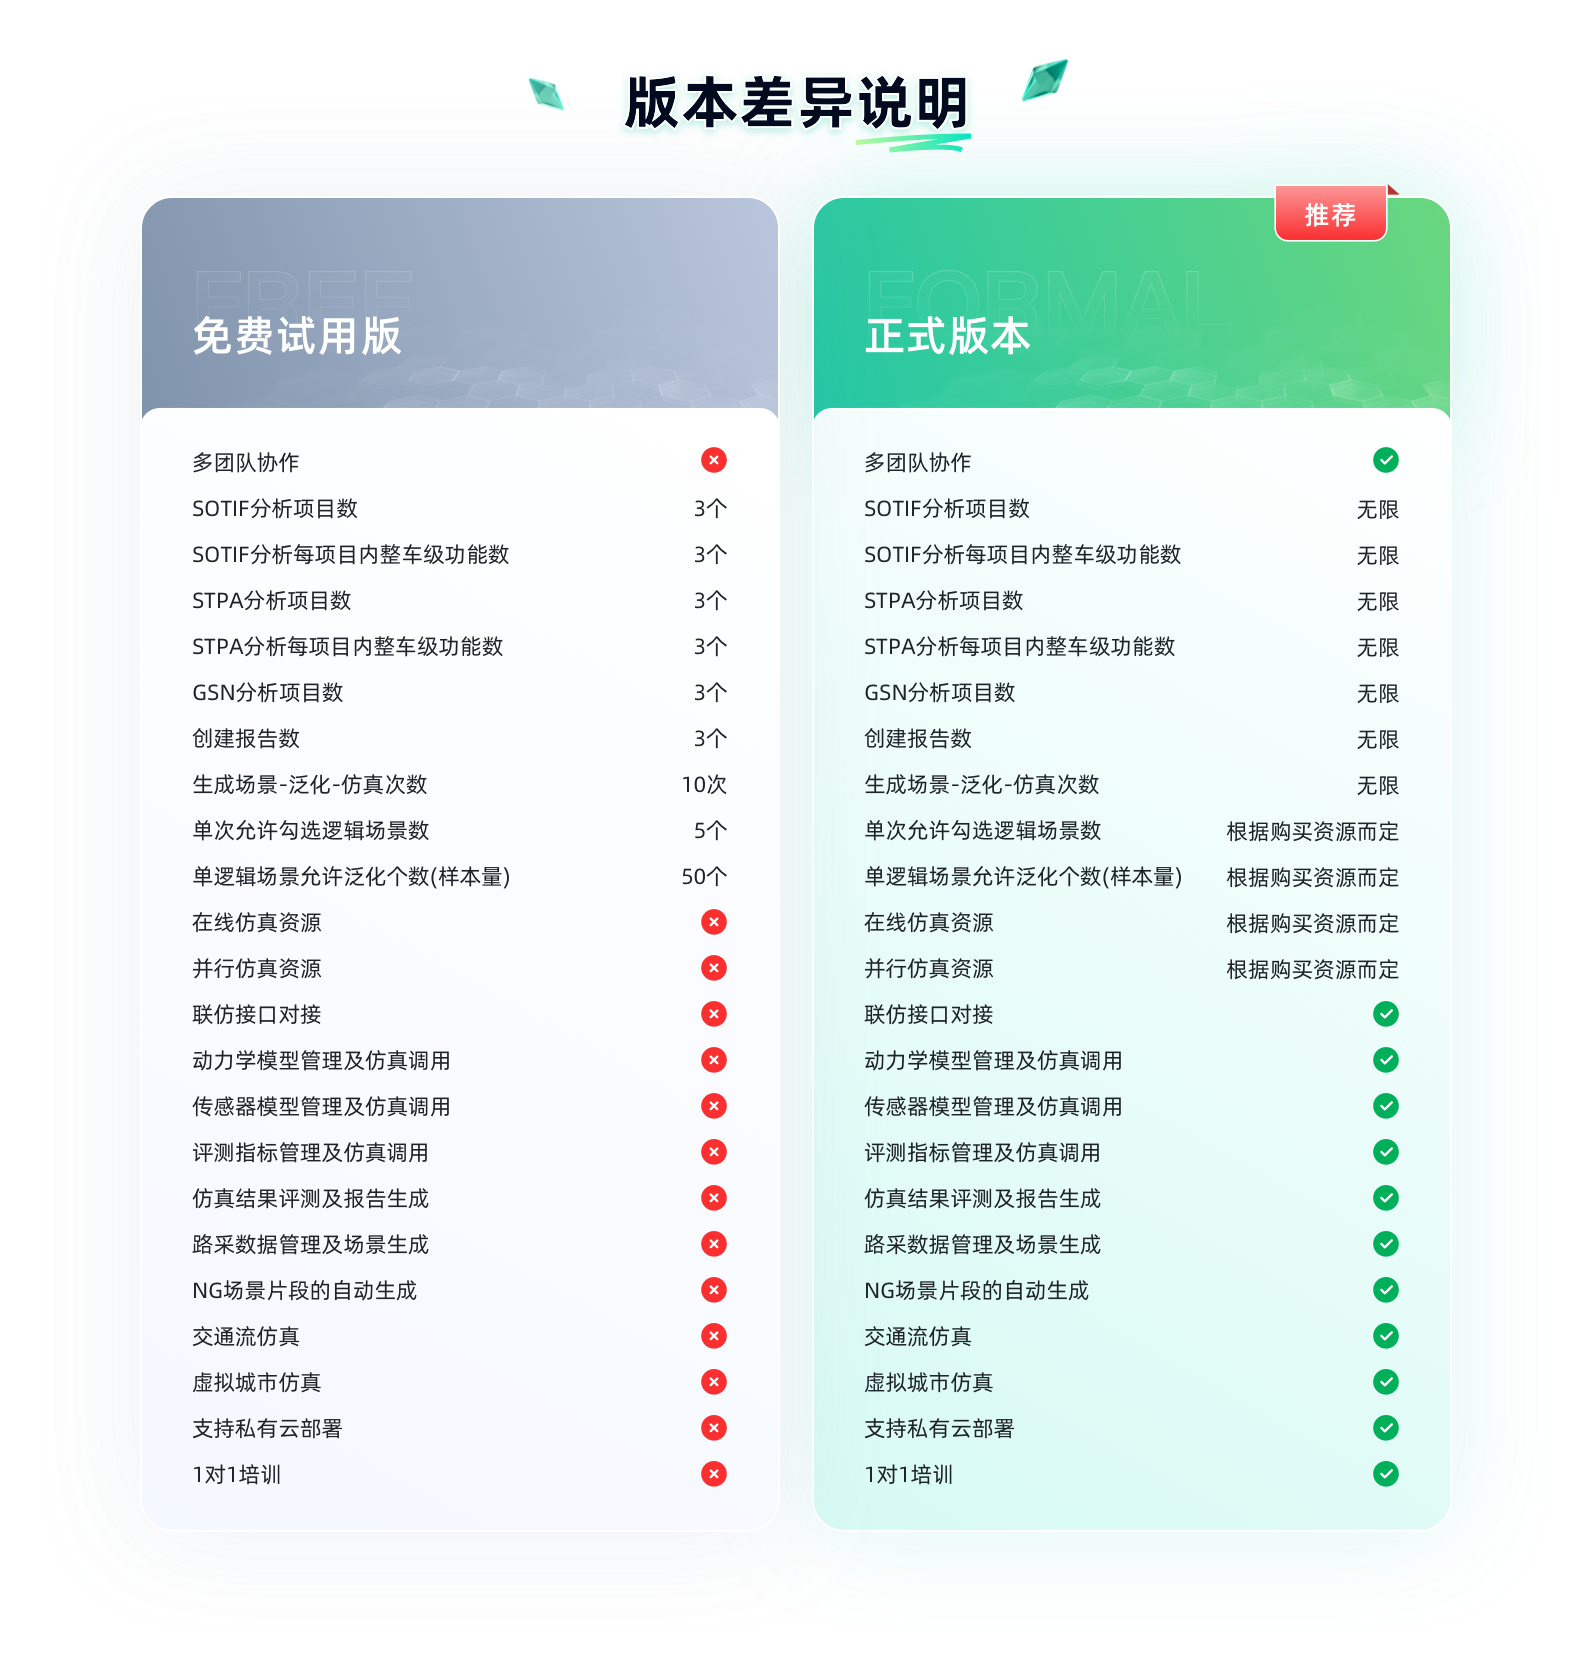 版本差异说明
FREE
免费试用版
多团队协作
SOTIF分析项目数 3个
SOTIF分析每项目内整车级功能数 3个
STPA分析项目数 3个
STPA分析每项目内整车级功能数 3个
GSN分析项目数 3个
创建报告数 3个
生成场景-泛化-仿真次数 10次
单次允许勾选逻辑场景数 5个
单逻辑场景允许泛化个数(样本量) 50个
在线仿真资源
并行仿真资源
联仿接口对接
动力学模型管理及仿真调用
传感器模型管理及仿真调用
评测指标管理及仿真调用
仿真结果评测及报告生成
路采数据管理及场景生成
NG场景片段的自动生成
交通流仿真
虚拟城市仿真
支持私有云部署
1对1培训
推荐
FORMAL
正式版本
多团队协作
SOTIF分析项目数 无限
SOTIF分析每项目内整车级功能数 无限
STPA分析项目数 无限
STPA分析每项目内整车级功能数 无限
GSN分析项目数 无限
创建报告数 无限
生成场景-泛化-仿真次数 无限
单次允许勾选逻辑场景数 根据购买资源而定
单逻辑场景允许泛化个数(样本量) 根据购买资源而定
在线仿真资源 根据购买资源而定
并行仿真资源 根据购买资源而定
联仿接口对接
动力学模型管理及仿真调用
传感器模型管理及仿真调用
评测指标管理及仿真调用
仿真结果评测及报告生成
路采数据管理及场景生成
NG场景片段的自动生成
交通流仿真
虚拟城市仿真
支持私有云部署
1对1培训